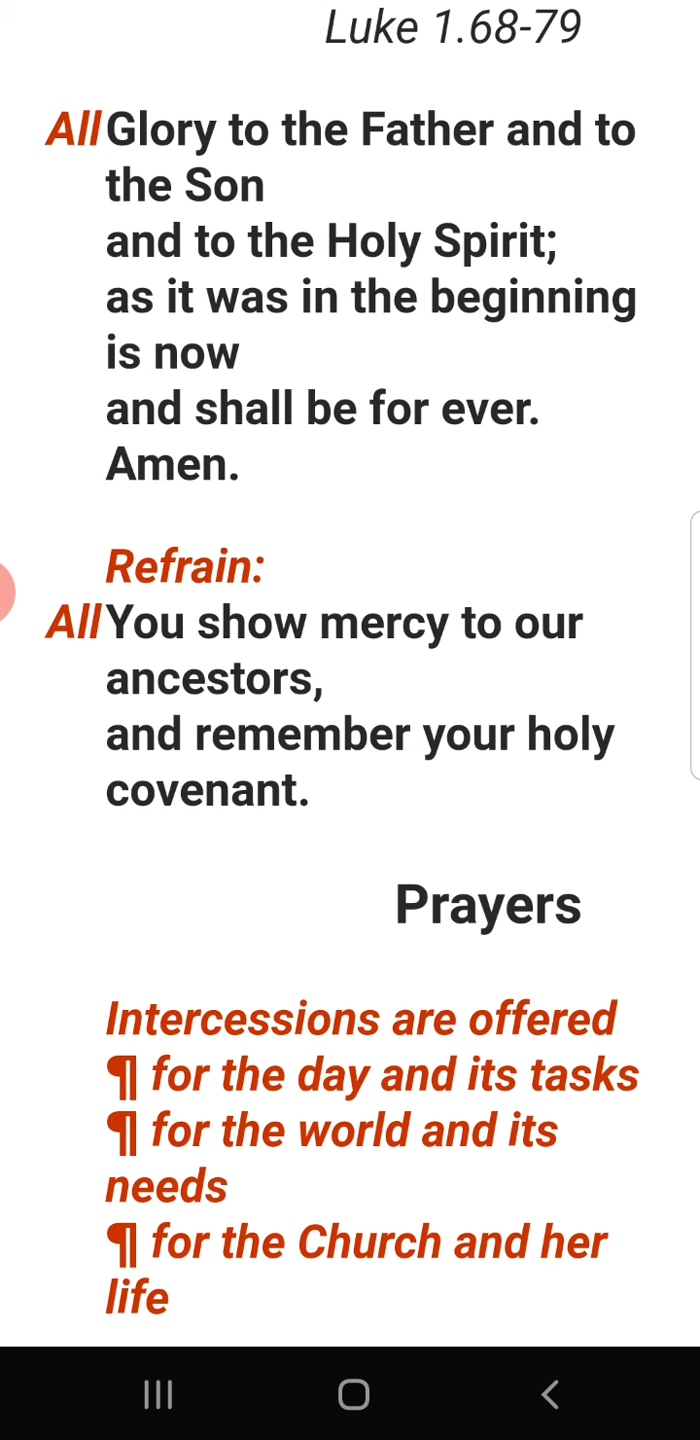 Luke 1.68-79
All Glory to the Father and to
the Son
and to the Holy Spirit;
as it was in the beginning
is now
and shall be for ever.
Amen.
Refrain:
All You show mercy to our
ancestors,
and remember your holy
covenant.
Prayers
Intercessions are offered
¶ for the day and its tasks
¶ for the world and its
needs
¶ for the Church and her
life